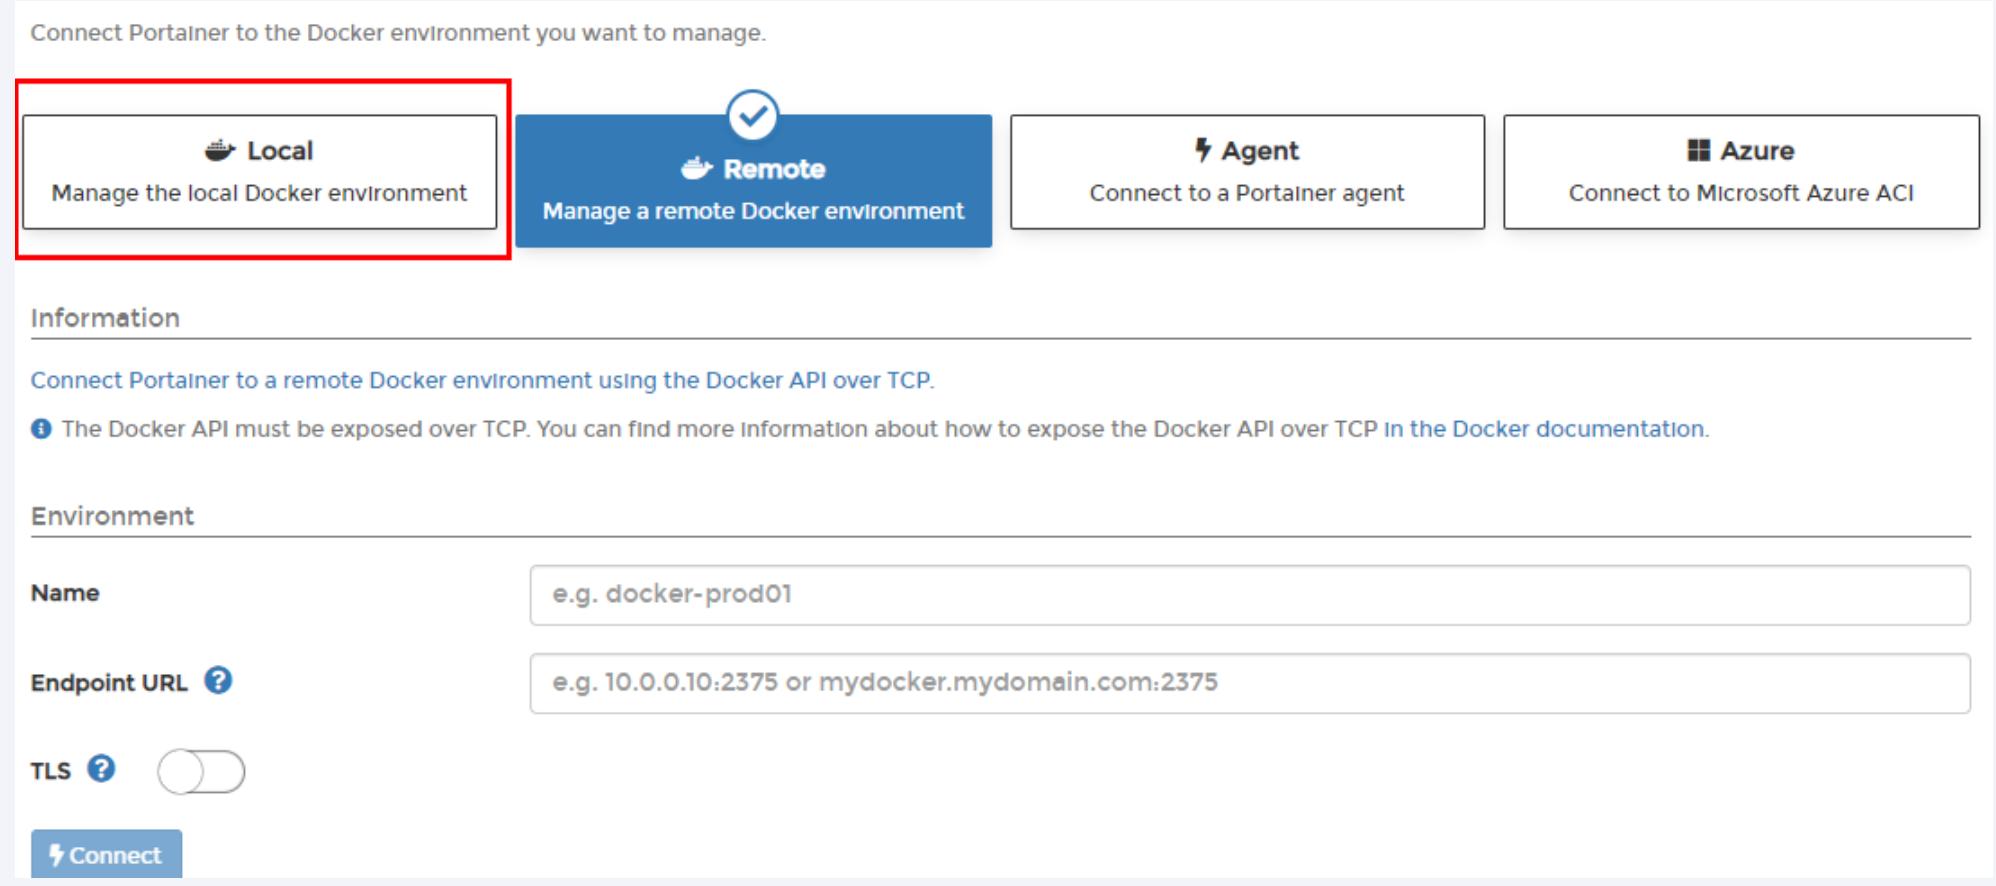 Connect Portainer to the Docker environment you want to manage.
Local
Manage the local Docker environment
Remote
Manage a remote Docker environment
Agent
Connect to a Portainer agent
Azure
Connect to Microsoft Azure ACI
Information
Connect Portainer to a remote Docker environment using the Docker API over TCP.
The Docker API must be exposed over TCP. You can find more information about how to expose the Docker API over TCP in the Docker documentation.
Environment
Name
e.g. docker-prod01
Endpoint URL
e.g. 10.0.0.10:2375 or mydocker.mydomain.com:2375
TLS
Connect